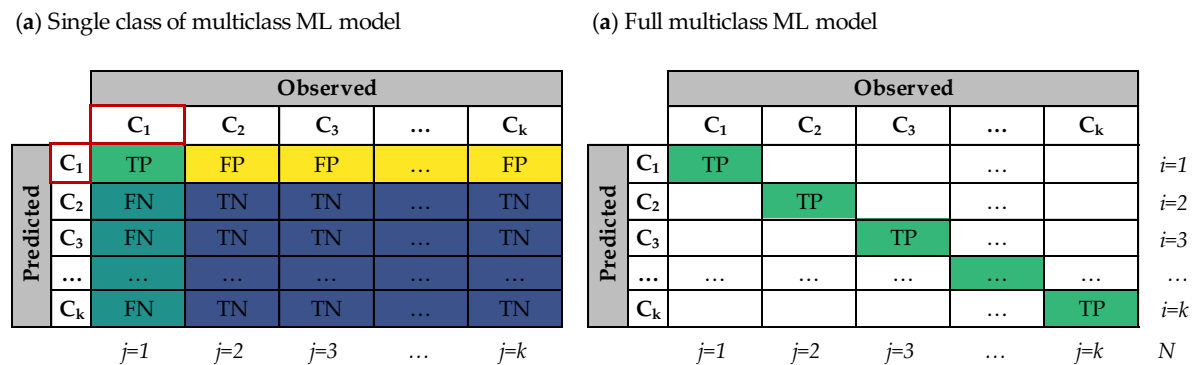 (a) Single class of multiclass ML model
Observed
C1 C2 C3 … Ck
Predicted
C1 TP FP FP … FP
C2 FN TN TN … TN
C3 FN TN TN … TN
… … … … … …
Ck FN TN TN … TN
j=1 j=2 j=3 … j=k
(a) Full multiclass ML model
Observed
C1 C2 C3 … Ck
Predicted
C1 TP … i=1
C2 TP … i=2
C3 TP … i=3
… … … … … … …
Ck TP i=k
j=1 j=2 j=3 … j=k N